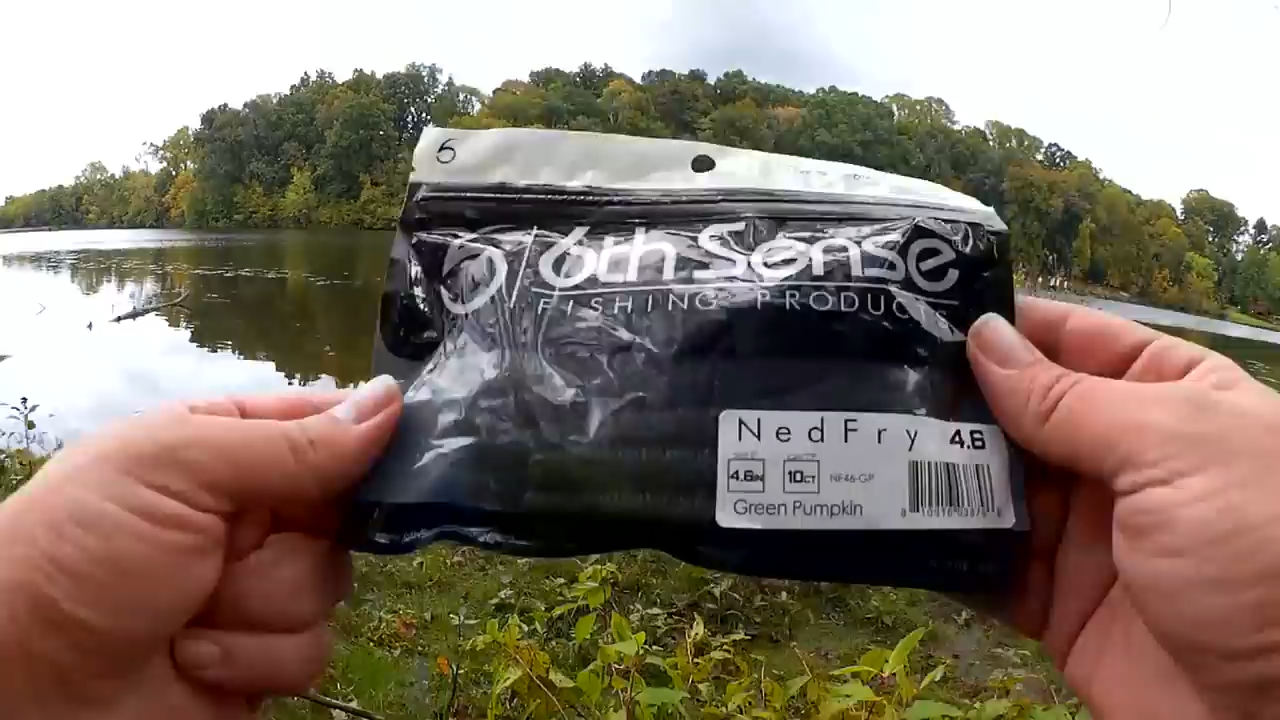 6
6th Sense
FISHING PRODUCTS
NedFry 4.6
4.6IN 10CT NF46-GP
Green Pumpkin